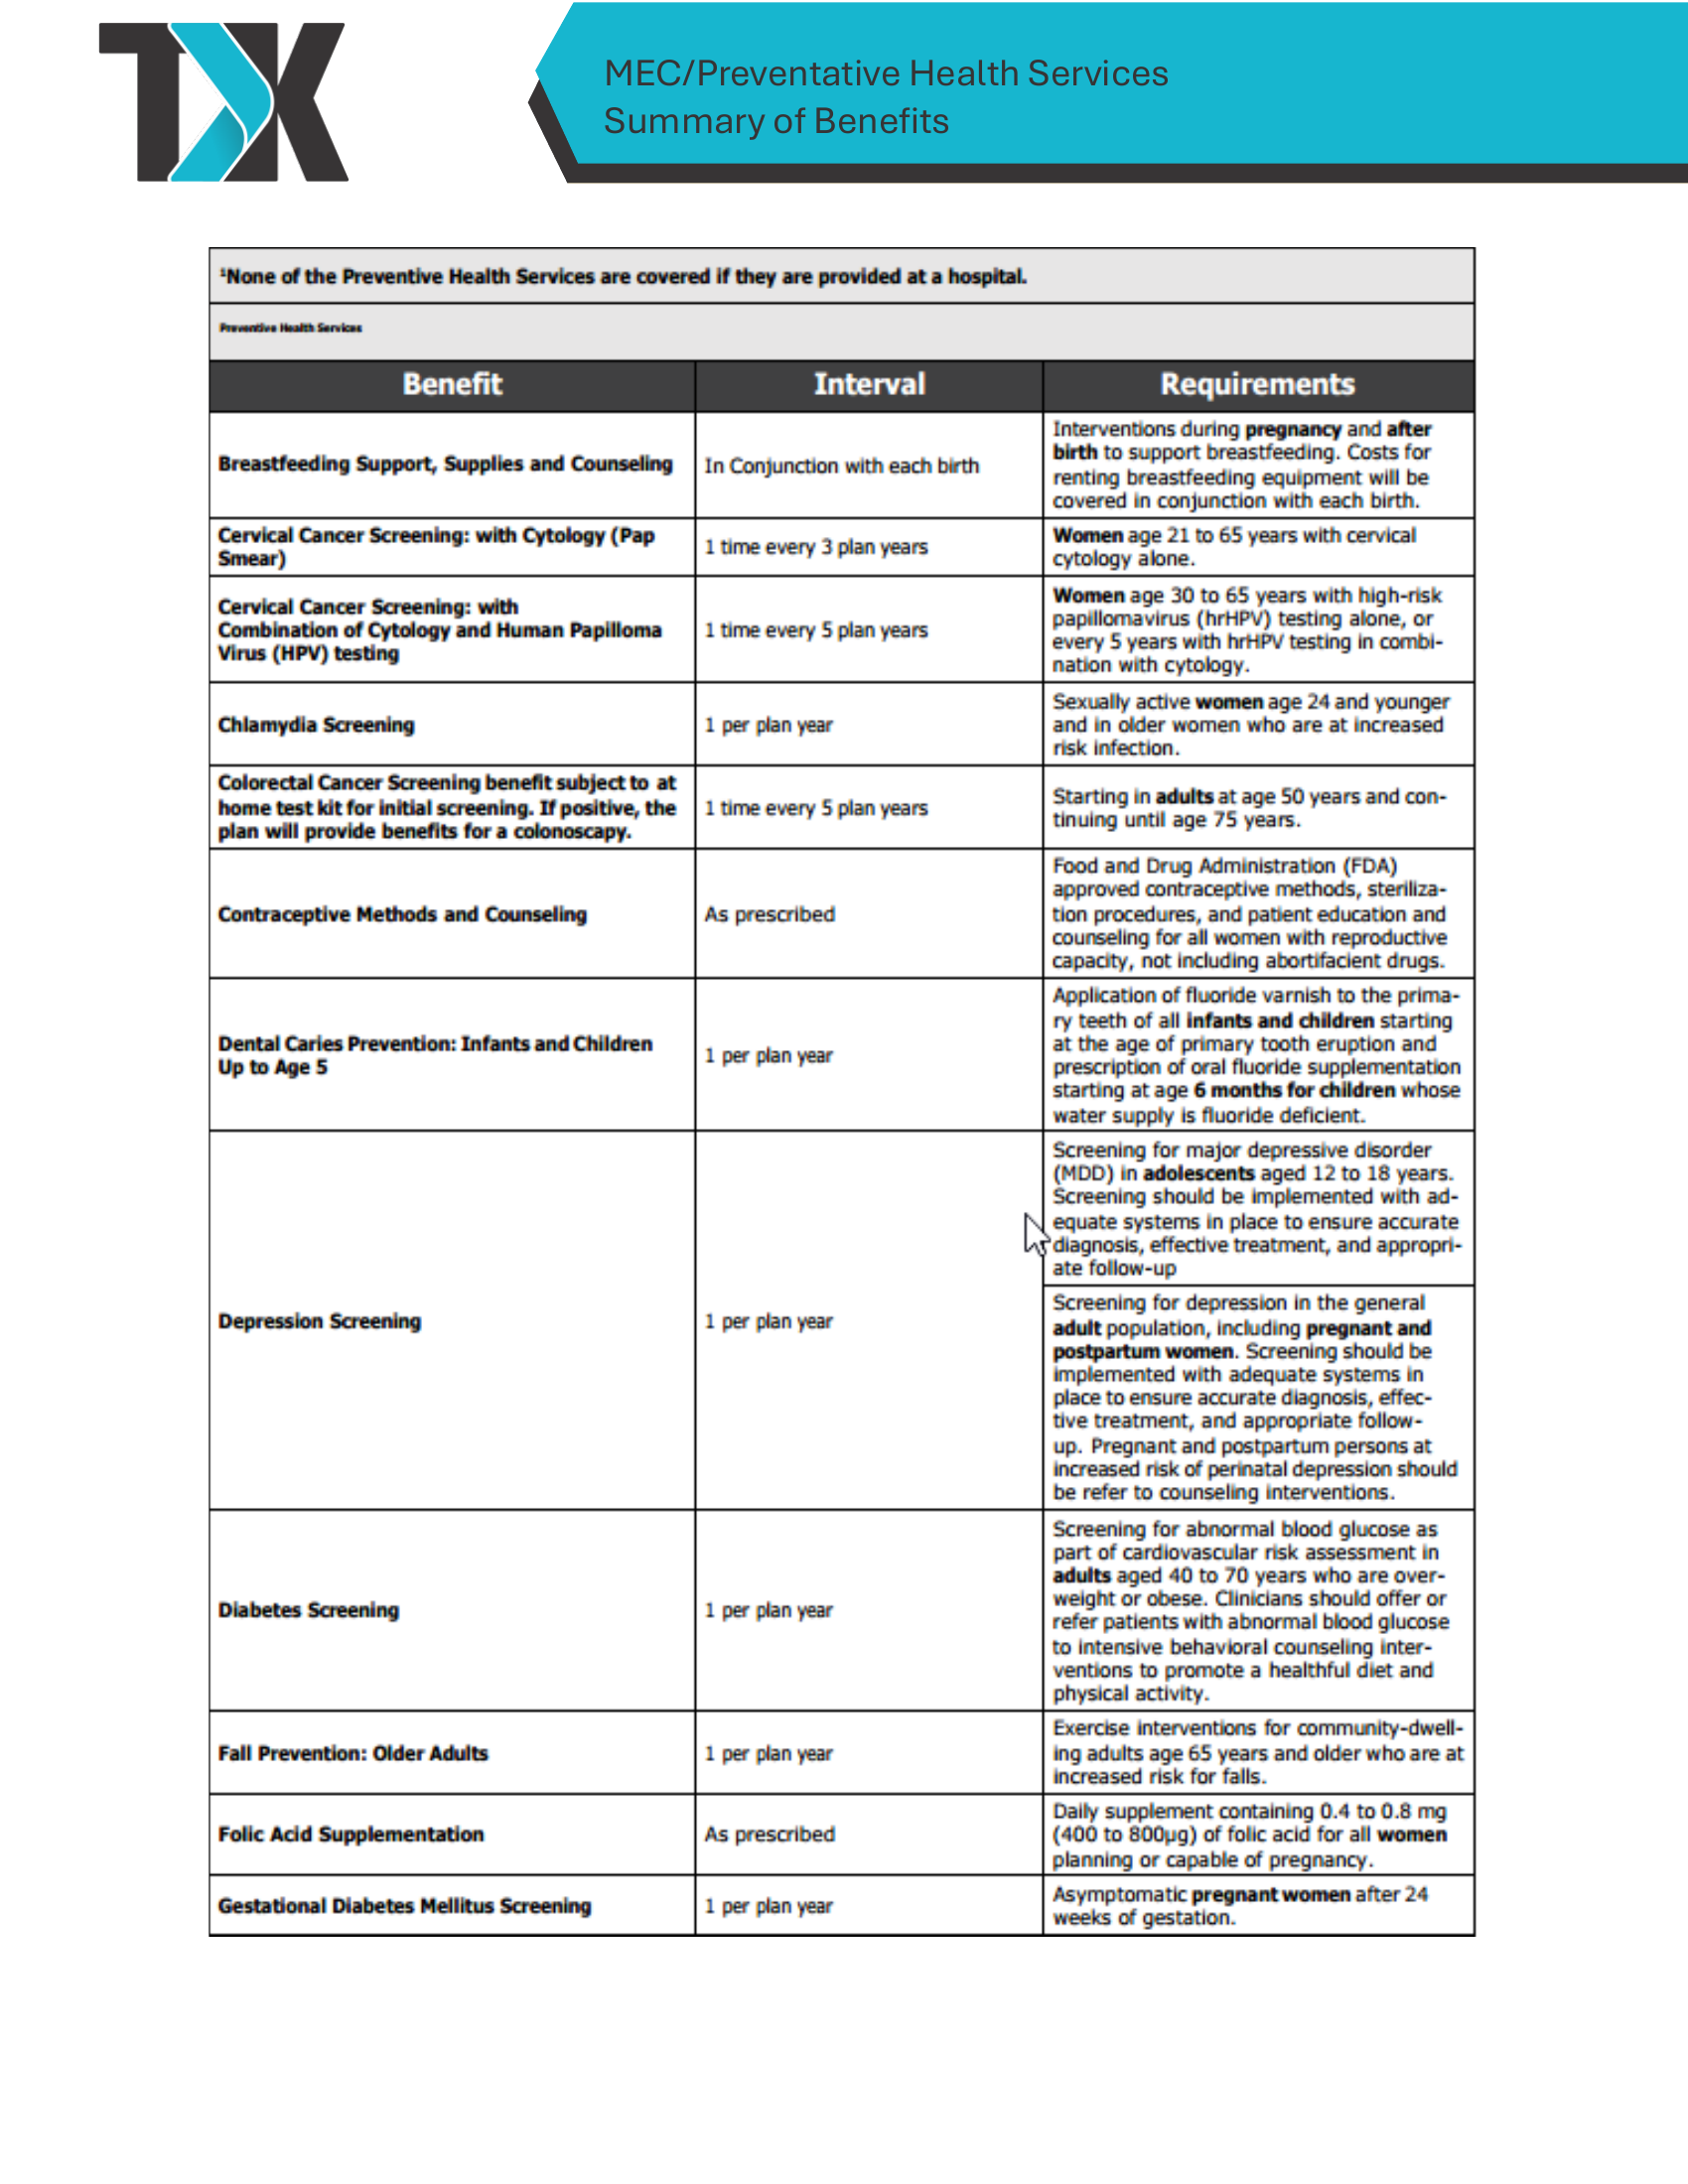 TXK
MEC/Preventative Health Services
Summary of Benefits
¹None of the Preventive Health Services are covered if they are provided at a hospital.
Preventive Health Services
Benefit
Interval
Requirements
Breastfeeding Support, Supplies and Counseling
In Conjunction with each birth
Interventions during pregnancy and after
birth to support breastfeeding. Costs for
renting breastfeeding equipment will be
covered in conjunction with each birth.
Cervical Cancer Screening: with Cytology (Pap
Smear)
1 time every 3 plan years
Women age 21 to 65 years with cervical
cytology alone.
Cervical Cancer Screening: with
Combination of Cytology and Human Papilloma
Virus (HPV) testing
1 time every 5 plan years
Women age 30 to 65 years with high-risk
papillomavirus (hrHPV) testing alone, or
every 5 years with hrHPV testing in combi-
nation with cytology.
Chlamydia Screening
1 per plan year
Sexually active women age 24 and younger
and in older women who are at increased
risk infection.
Colorectal Cancer Screening benefit subject to at
home test kit for initial screening. If positive, the
plan will provide benefits for a colonoscopy.
1 time every 5 plan years
Starting in adults at age 50 years and con-
tinuing until age 75 years.
Contraceptive Methods and Counseling
As prescribed
Food and Drug Administration (FDA)
approved contraceptive methods, steriliza-
tion procedures, and patient education and
counseling for all women with reproductive
capacity, not including abortifacient drugs.
Dental Caries Prevention: Infants and Children
Up to Age 5
1 per plan year
Application of fluoride varnish to the prima-
ry teeth of all infants and children starting
at the age of primary tooth eruption and
prescription of oral fluoride supplementation
starting at age 6 months for children whose
water supply is fluoride deficient.
Depression Screening
1 per plan year
Screening for major depressive disorder
(MDD) in adolescents aged 12 to 18 years.
Screening should be implemented with ad-
equate systems in place to ensure accurate
diagnosis, effective treatment, and appropri-
ate follow-up
Screening for depression in the general
adult population, including pregnant and
postpartum women. Screening should be
implemented with adequate systems in
place to ensure accurate diagnosis, effec-
tive treatment, and appropriate follow-
up. Pregnant and postpartum persons at
increased risk of perinatal depression should
be refer to counseling interventions.
Diabetes Screening
1 per plan year
Screening for abnormal blood glucose as
part of cardiovascular risk assessment in
adults aged 40 to 70 years who are over-
weight or obese. Clinicians should offer or
refer patients with abnormal blood glucose
to intensive behavioral counseling inter-
ventions to promote a healthful diet and
physical activity.
Fall Prevention: Older Adults
1 per plan year
Exercise interventions for community-dwell-
ing adults age 65 years and older who are at
increased risk for falls.
Folic Acid Supplementation
As prescribed
Daily supplement containing 0.4 to 0.8 mg
(400 to 800µg) of folic acid for all women
planning or capable of pregnancy.
Gestational Diabetes Mellitus Screening
1 per plan year
Asymptomatic pregnant women after 24
weeks of gestation.